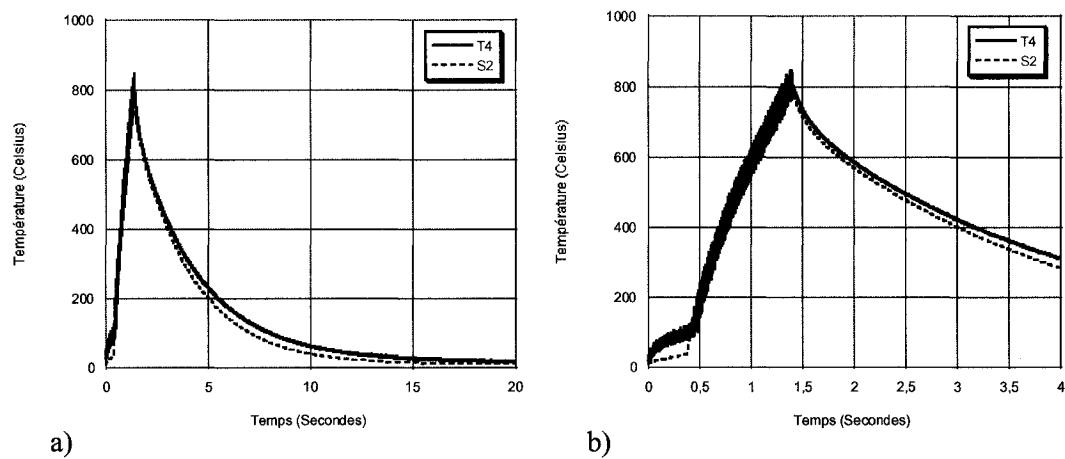 1000
800
600
400
200
0
Température (Celsius)
T4
S2
0 5 10 15 20
Temps (Secondes)
a)
1000
800
600
400
200
0
Température (Celsius)
T4
S2
0 0,5 1 1,5 2 2,5 3 3,5 4
Temps (Secondes)
b)